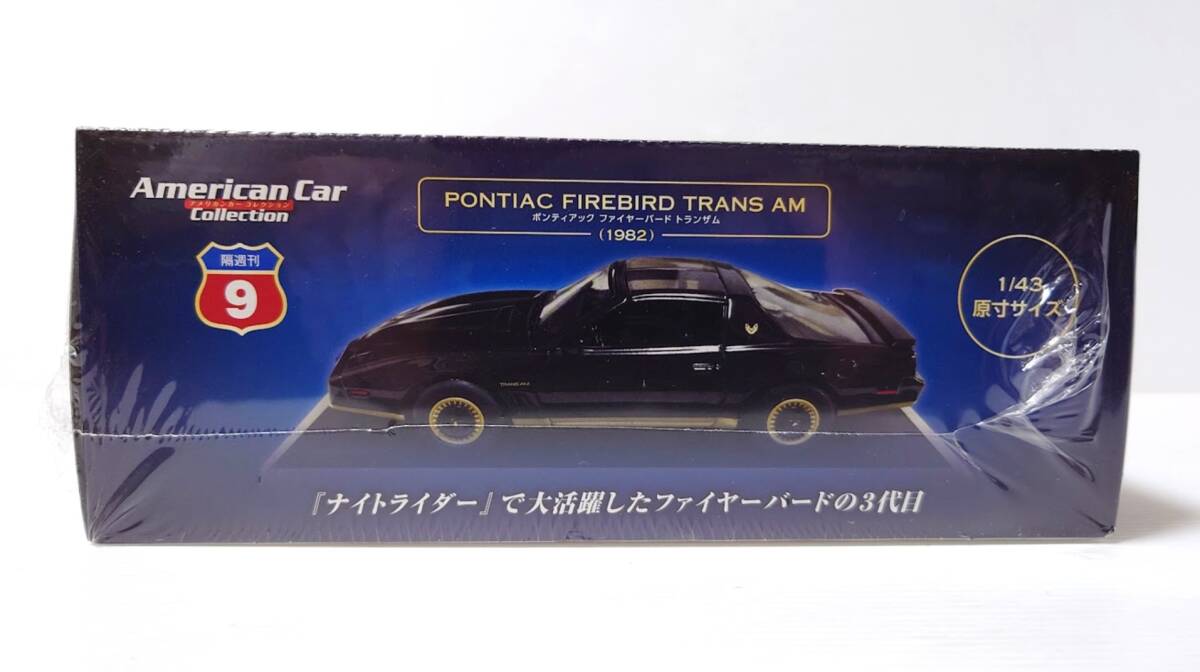 American Car
アメリカンカー コレクション
Collection
隔週刊
9
PONTIAC FIREBIRD TRANS AM
ポンティアック ファイヤーバード トランザム
(1982)
1/43
原寸サイズ
TRANS AM
『ナイトライダー』で大活躍したファイヤーバードの3代目